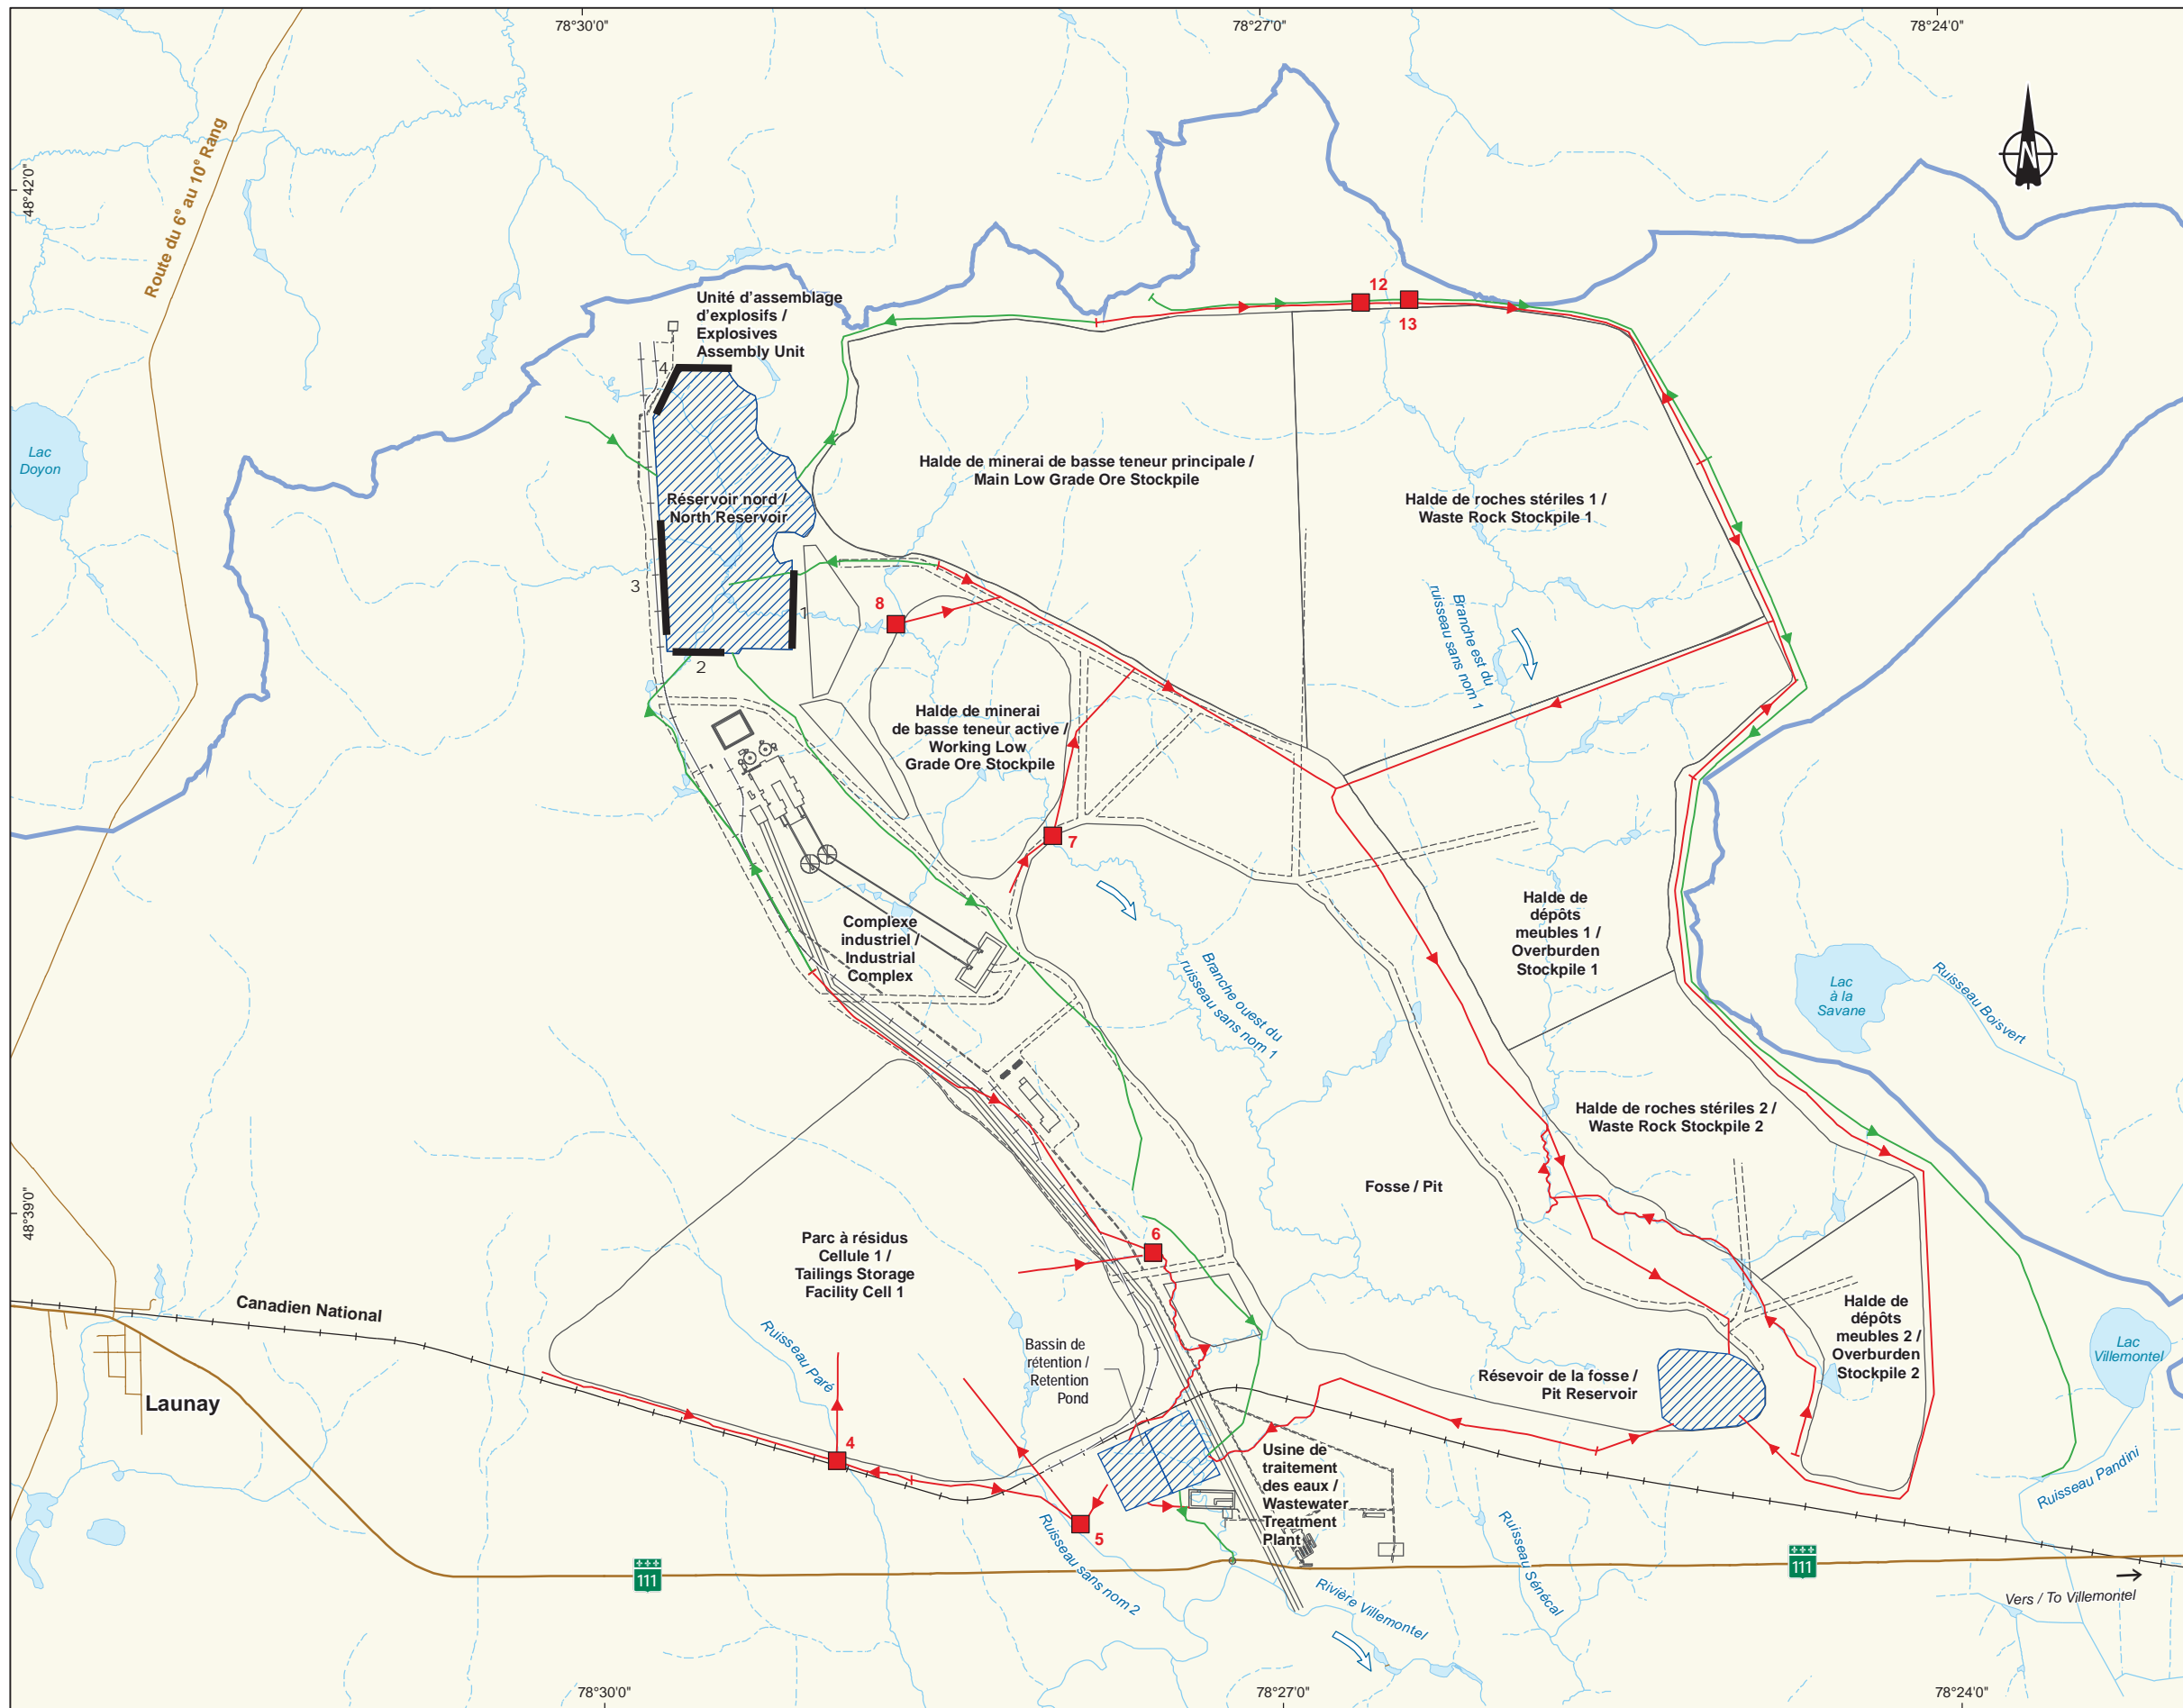 78°30'0"
78°27'0"
78°24'0"
48°42'0"
Route du 6e au 10e Rang
N
Unité d'assemblage
d'explosifs /
Explosives
Assembly Unit
12
13
4
Lac
Doyon
Halde de minerai de basse teneur principale /
Main Low Grade Ore Stockpile
Réservoir nord /
North Reservoir
Halde de roches stériles 1 /
Waste Rock Stockpile 1
3
1
2
8
Branche est du
ruisseau sans nom 1
Halde de minerai
de basse teneur active /
Working Low
Grade Ore Stockpile
7
Complexe
industriel /
Industrial
Complex
Halde de
dépôts
meubles 1 /
Overburden
Stockpile 1
Branche ouest du
ruisseau sans nom 1
Lac
à la
Savane
Ruisseau Boisvert
Halde de roches stériles 2 /
Waste Rock Stockpile 2
Fosse / Pit
48°39'0"
Parc à résidus
Cellule 1 /
Tailings Storage
Facility Cell 1
6
Canadien National
Ruisseau Paré
Bassin de
rétention /
Retention
Pond
Halde de
dépôts
meubles 2 /
Overburden
Stockpile 2
Lac
Villemontel
Résevoir de la fosse /
Pit Reservoir
Launay
4
5
Usine de
traitement
des eaux /
Wastewater
Treatment
Plant
Ruisseau Pandini
Ruisseau sans nom 2
Ruisseau Sénécal
Rivière Villemontel
111
111
Vers / To Villemontel
78°30'0"
78°27'0"
78°24'0"